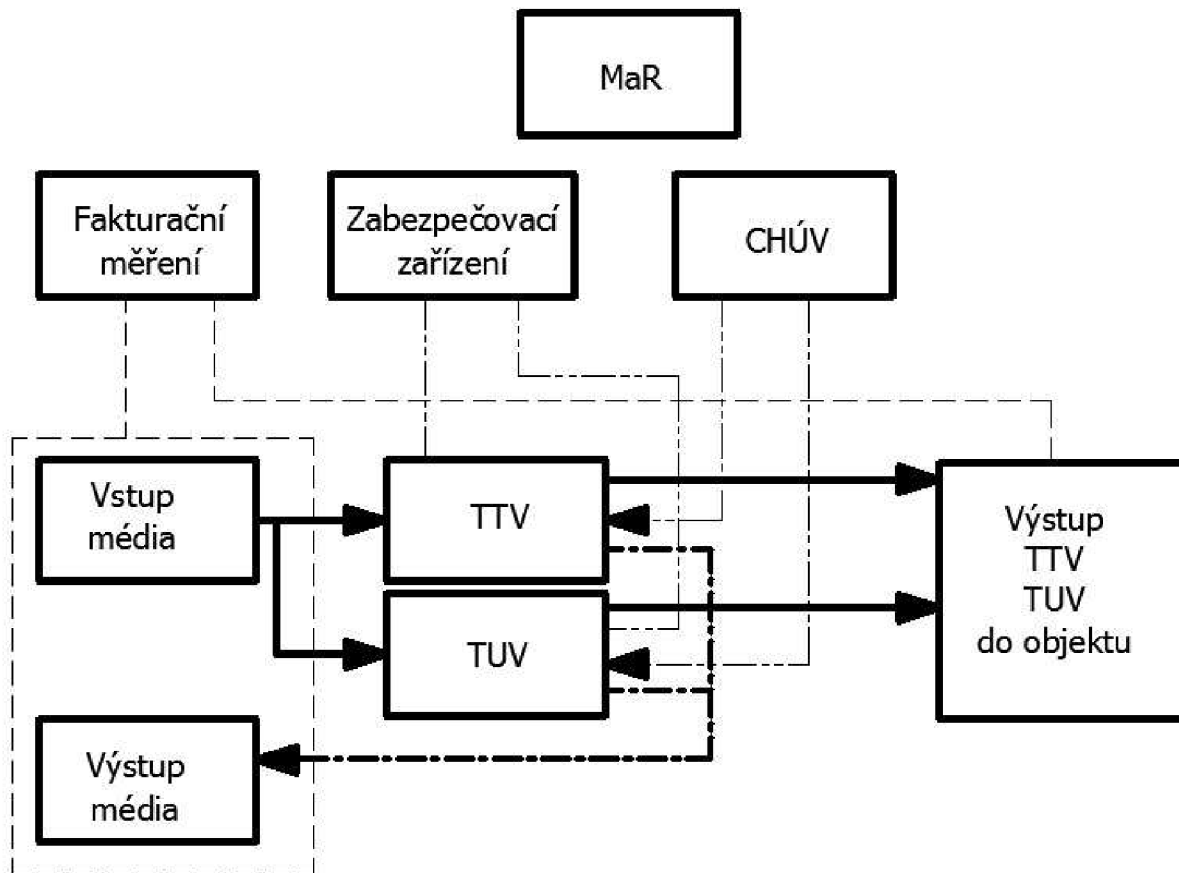 MaR
Fakturační
měření
Zabezpečovací
zařízení
CHÚV
Vstup
média
TTV
TUV
Výstup
TTV
TUV
do objektu
Výstup
média